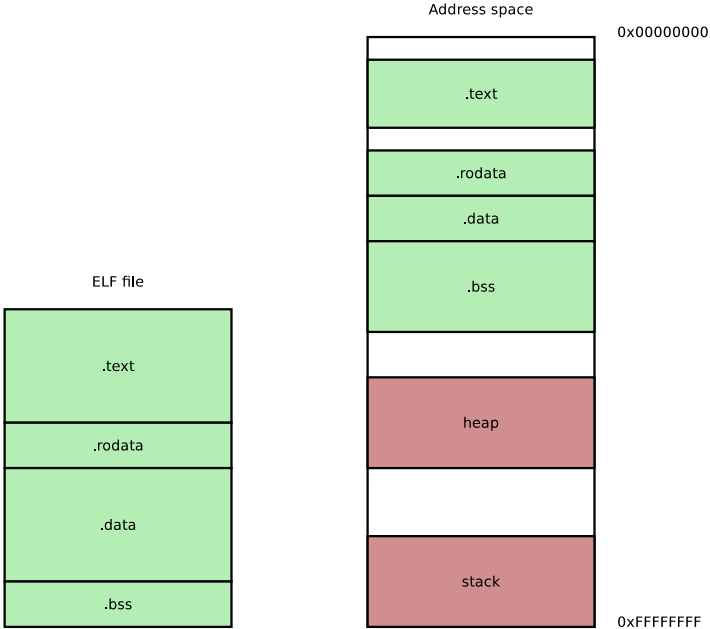 Address space
0x00000000
.text
.rodata
.data
.bss
heap
stack
0xFFFFFFFF
ELF file
.text
.rodata
.data
.bss